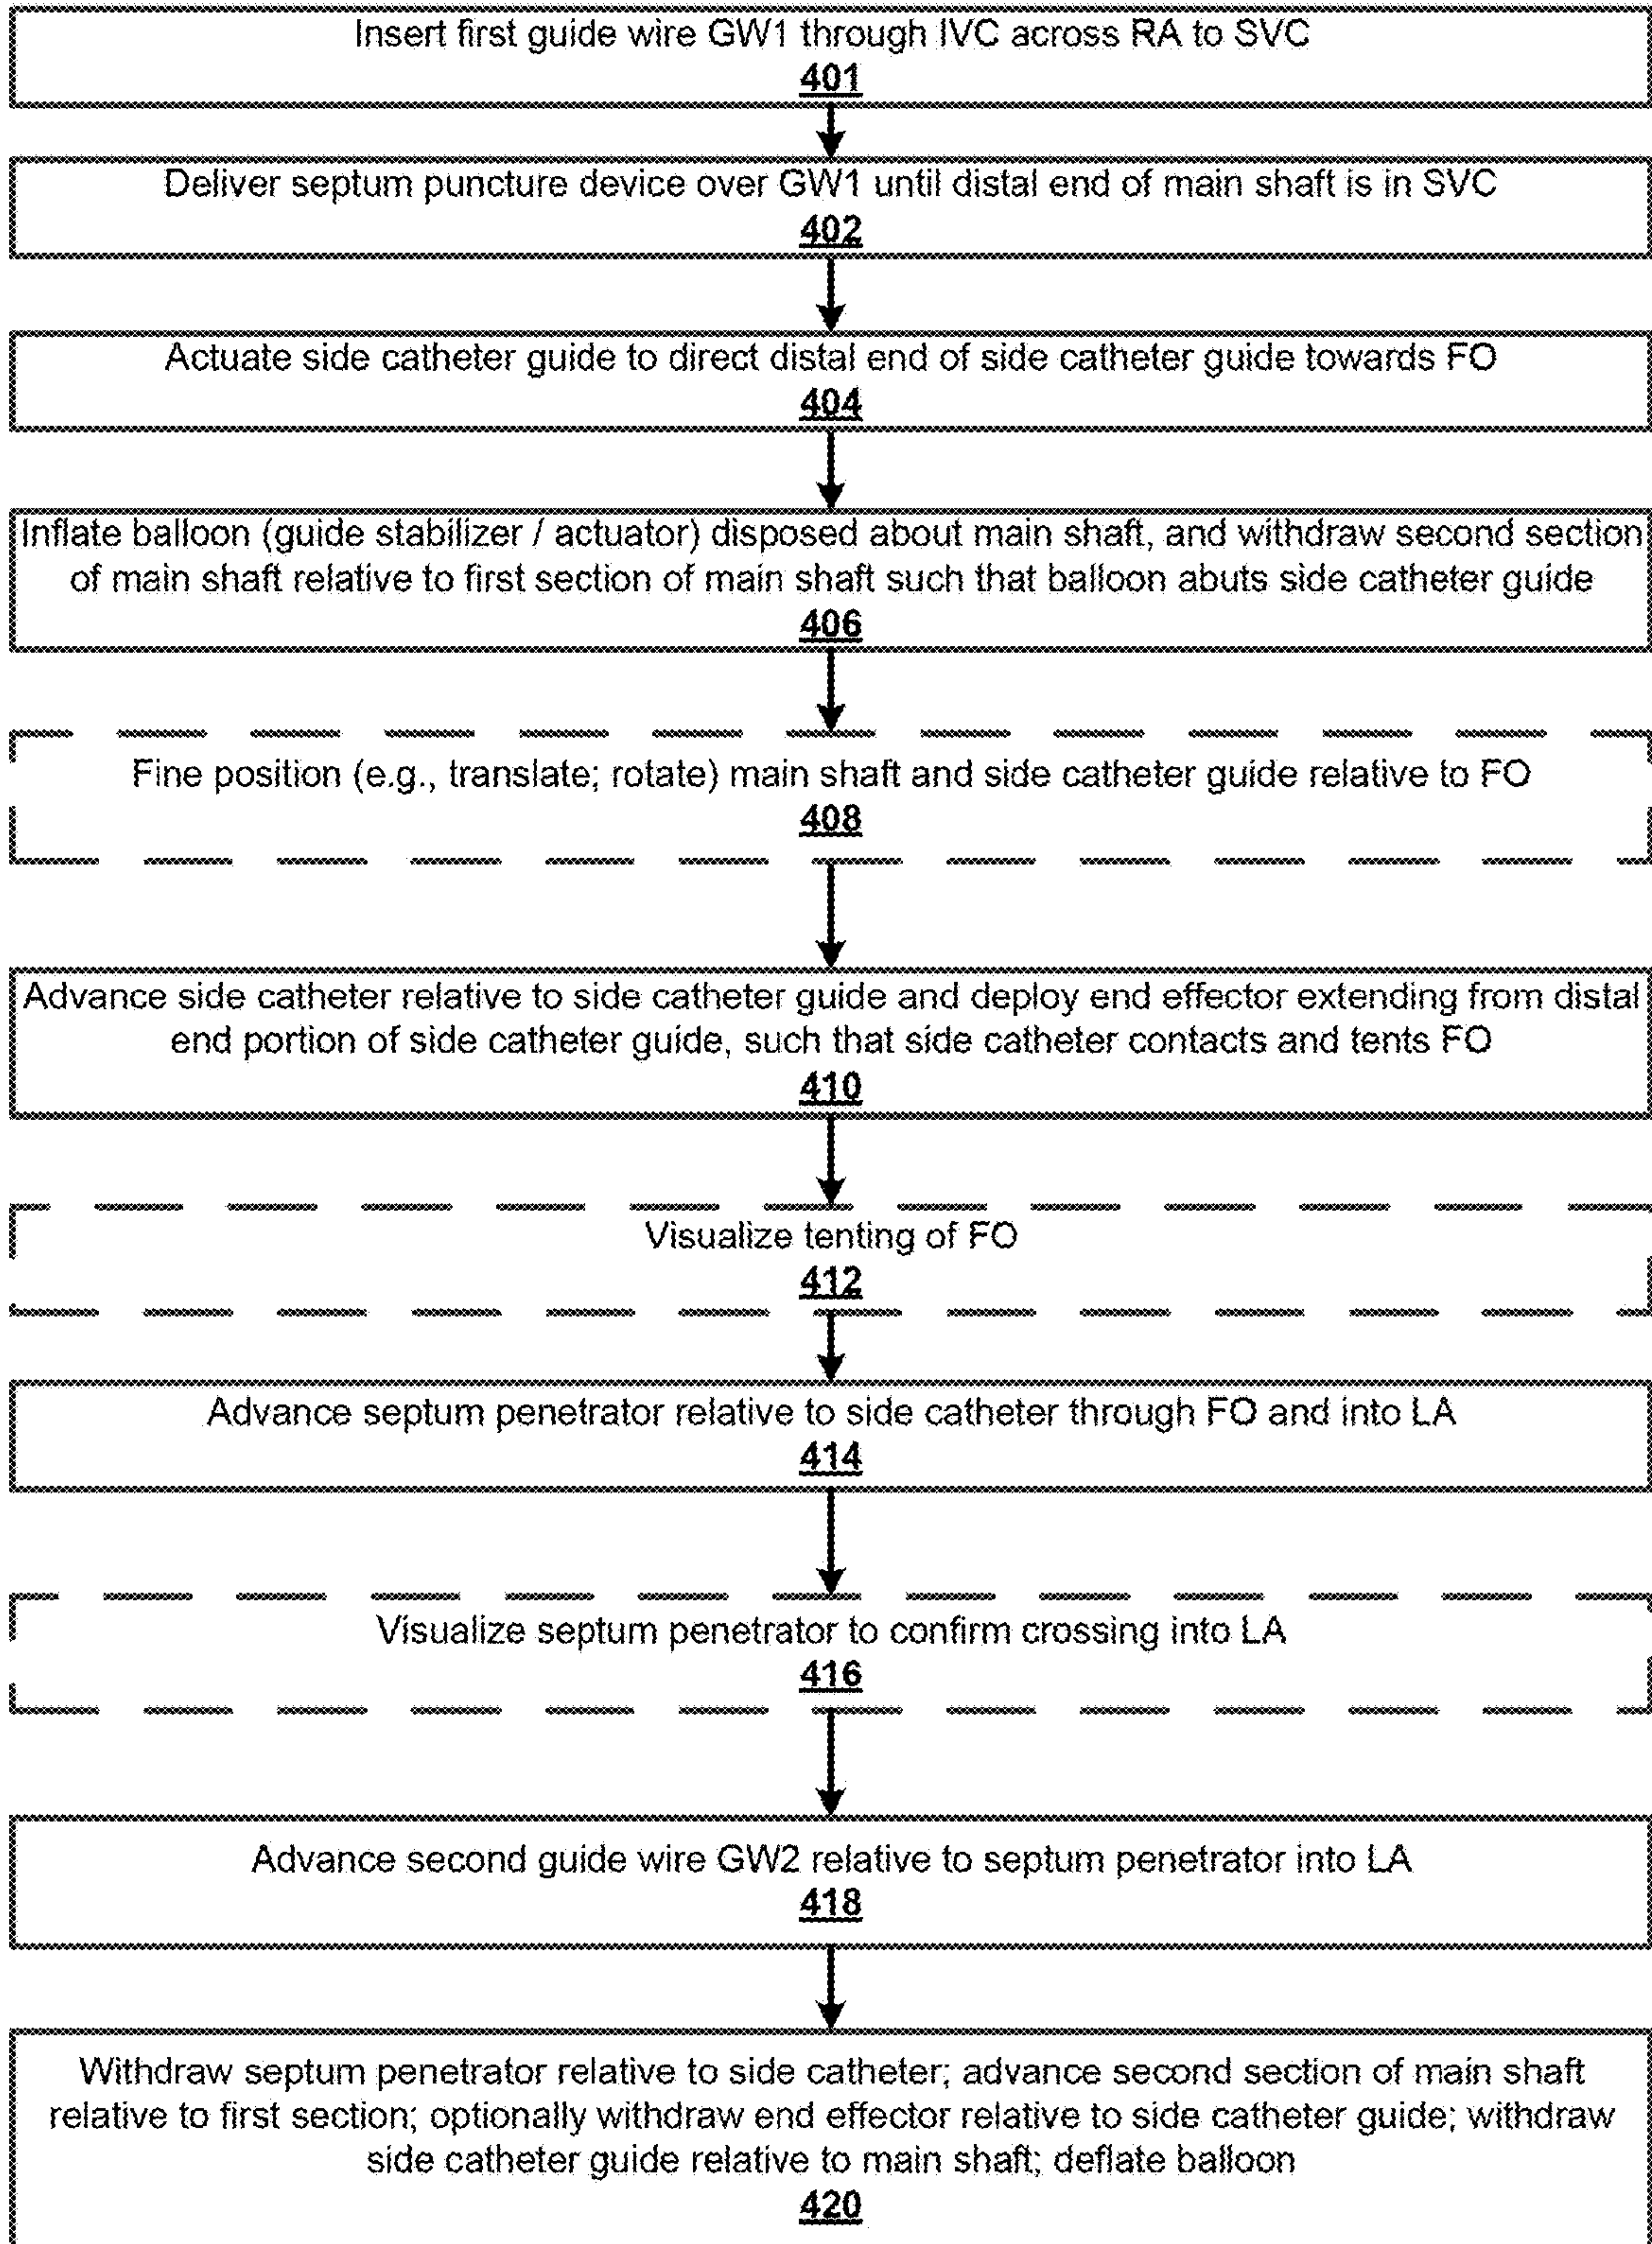 Insert first guide wire GW1 through IVC across RA to SVC
401
Deliver septum puncture device over GW1 until distal end of main shaft is in SVC
402
Actuate side catheter guide to direct distal end of side catheter guide towards FO
404
Inflate balloon (guide stabilizer / actuator) disposed about main shaft, and withdraw second section
of main shaft relative to first section of main shaft such that balloon abuts side catheter guide
406
Fine position (e.g., translate; rotate) main shaft and side catheter guide relative to FO
408
Advance side catheter relative to side catheter guide and deploy end effector extending from distal
end portion of side catheter guide, such that side catheter contacts and tents FO
410
Visualize tenting of FO
412
Advance septum penetrator relative to side catheter through FO and into LA
414
Visualize septum penetrator to confirm crossing into LA
416
Advance second guide wire GW2 relative to septum penetrator into LA
418
Withdraw septum penetrator relative to side catheter; advance second section of main shaft
relative to first section; optionally withdraw end effector relative to side catheter guide; withdraw
side catheter guide relative to main shaft; deflate balloon
420